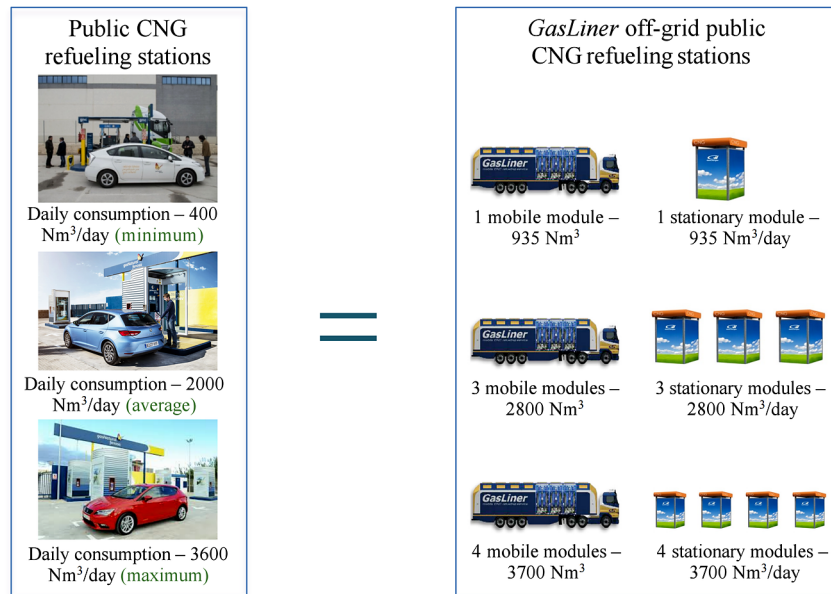 Public CNG
refueling stations
Daily consumption – 400
Nm³/day (minimum)
Daily consumption – 2000
Nm³/day (average)
Daily consumption – 3600
Nm³/day (maximum)
GasLiner off-grid public
CNG refueling stations
GasLiner
1 mobile module –
935 Nm³
1 stationary module –
935 Nm³/day
GasLiner
3 mobile modules –
2800 Nm³
3 stationary modules –
2800 Nm³/day
GasLiner
4 mobile modules –
3700 Nm³
4 stationary modules –
3700 Nm³/day